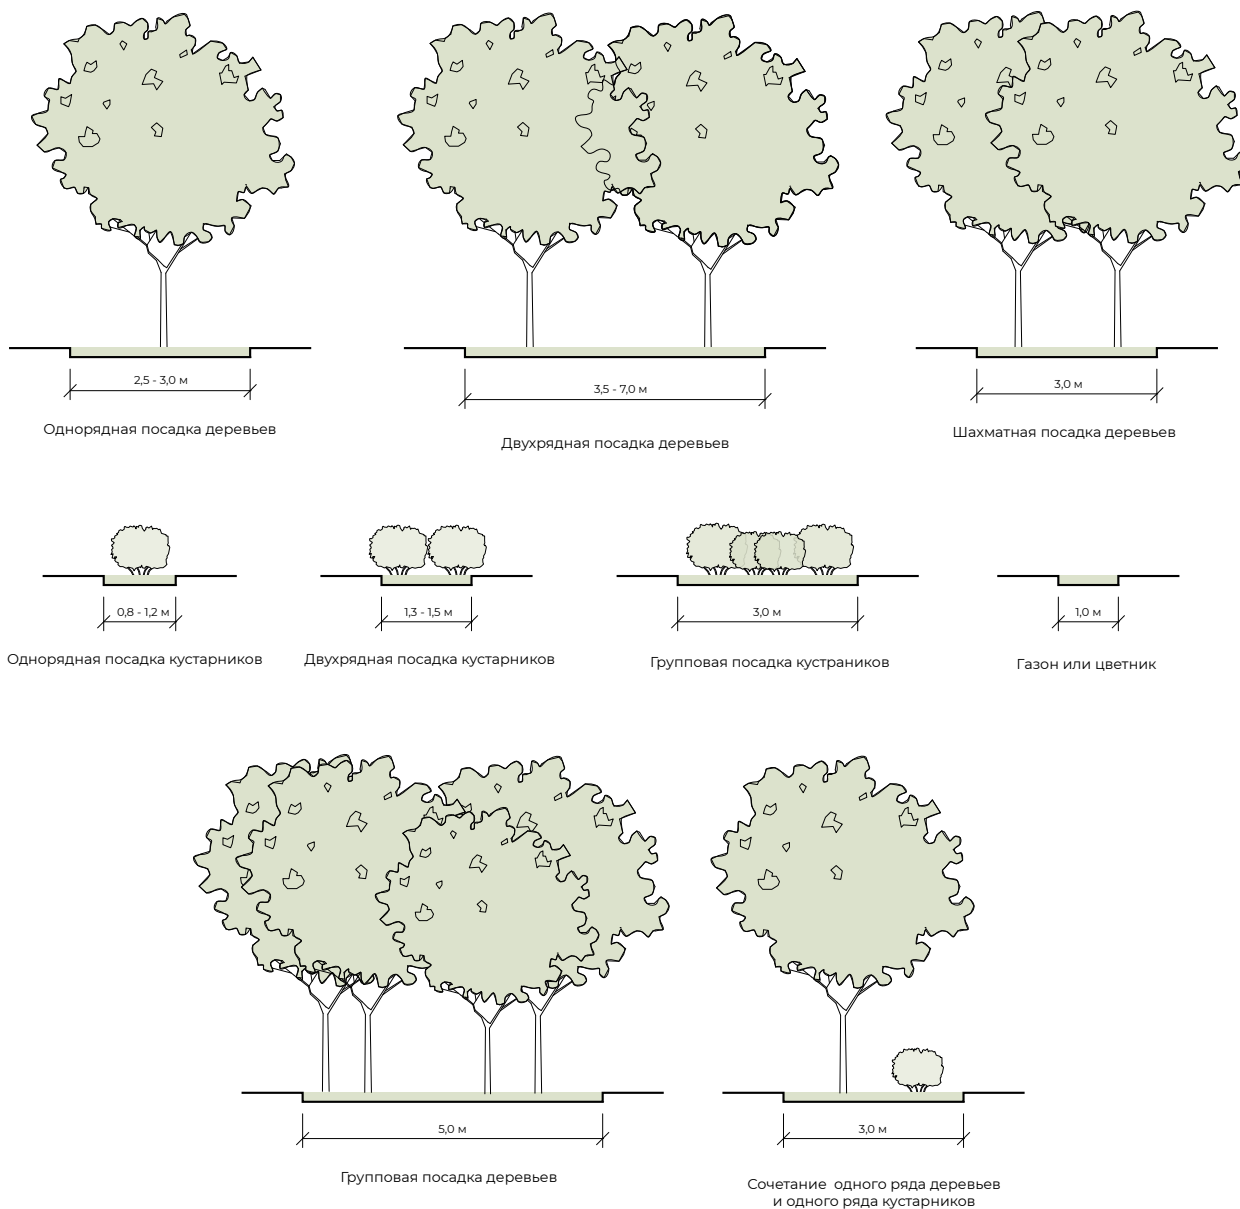 2,5 - 3,0 м
Однорядная посадка деревьев
3,5 - 7,0 м
Двухрядная посадка деревьев
3,0 м
Шахматная посадка деревьев
0,8 - 1,2 м
Однорядная посадка кустарников
1,3 - 1,5 м
Двухрядная посадка кустарников
3,0 м
Групповая посадка кустраников
1,0 м
Газон или цветник
5,0 м
Групповая посадка деревьев
3,0 м
Сочетание одного ряда деревьев
и одного ряда кустарников